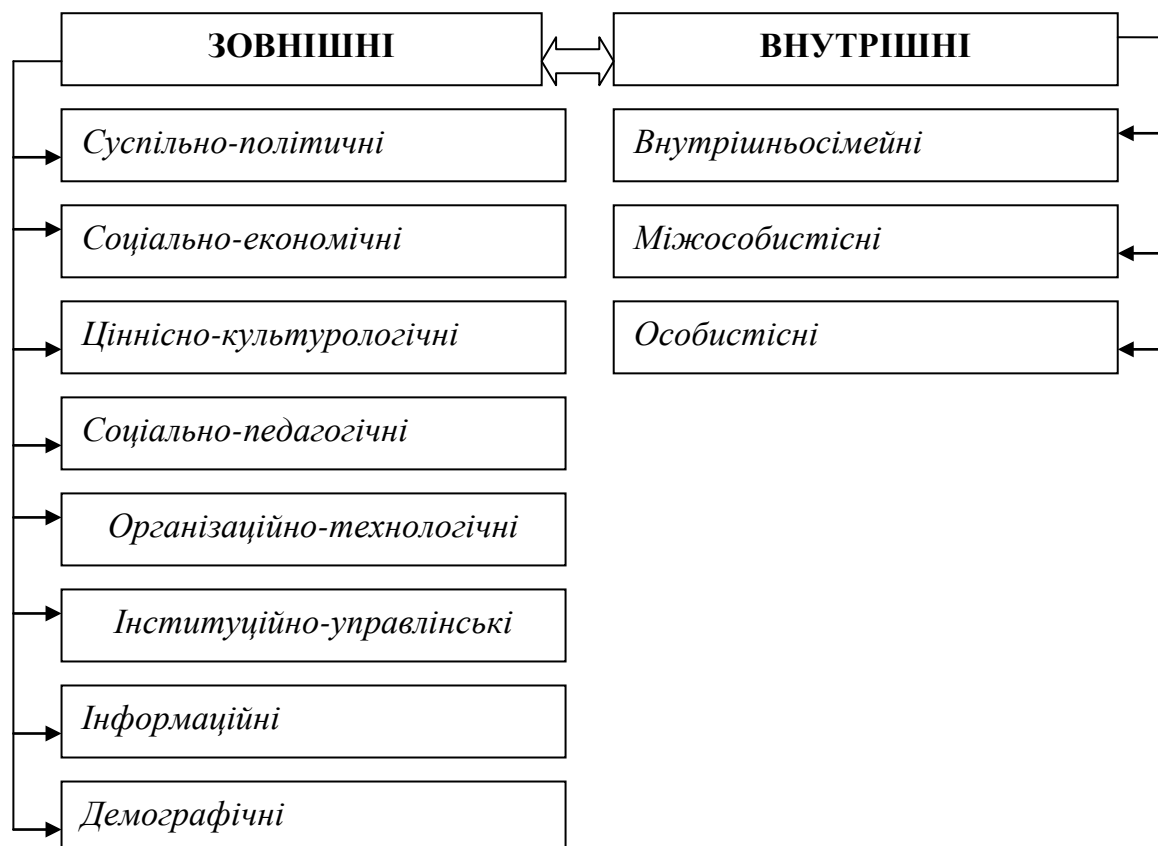 ЗОВНІШНІ
ВНУТРІШНІ
Суспільно-політичні
Внутрішньосімейні
Соціально-економічні
Міжособистісні
Ціннісно-культурологічні
Особистісні
Соціально-педагогічні
Організаційно-технологічні
Інституційно-управлінські
Інформаційні
Демографічні